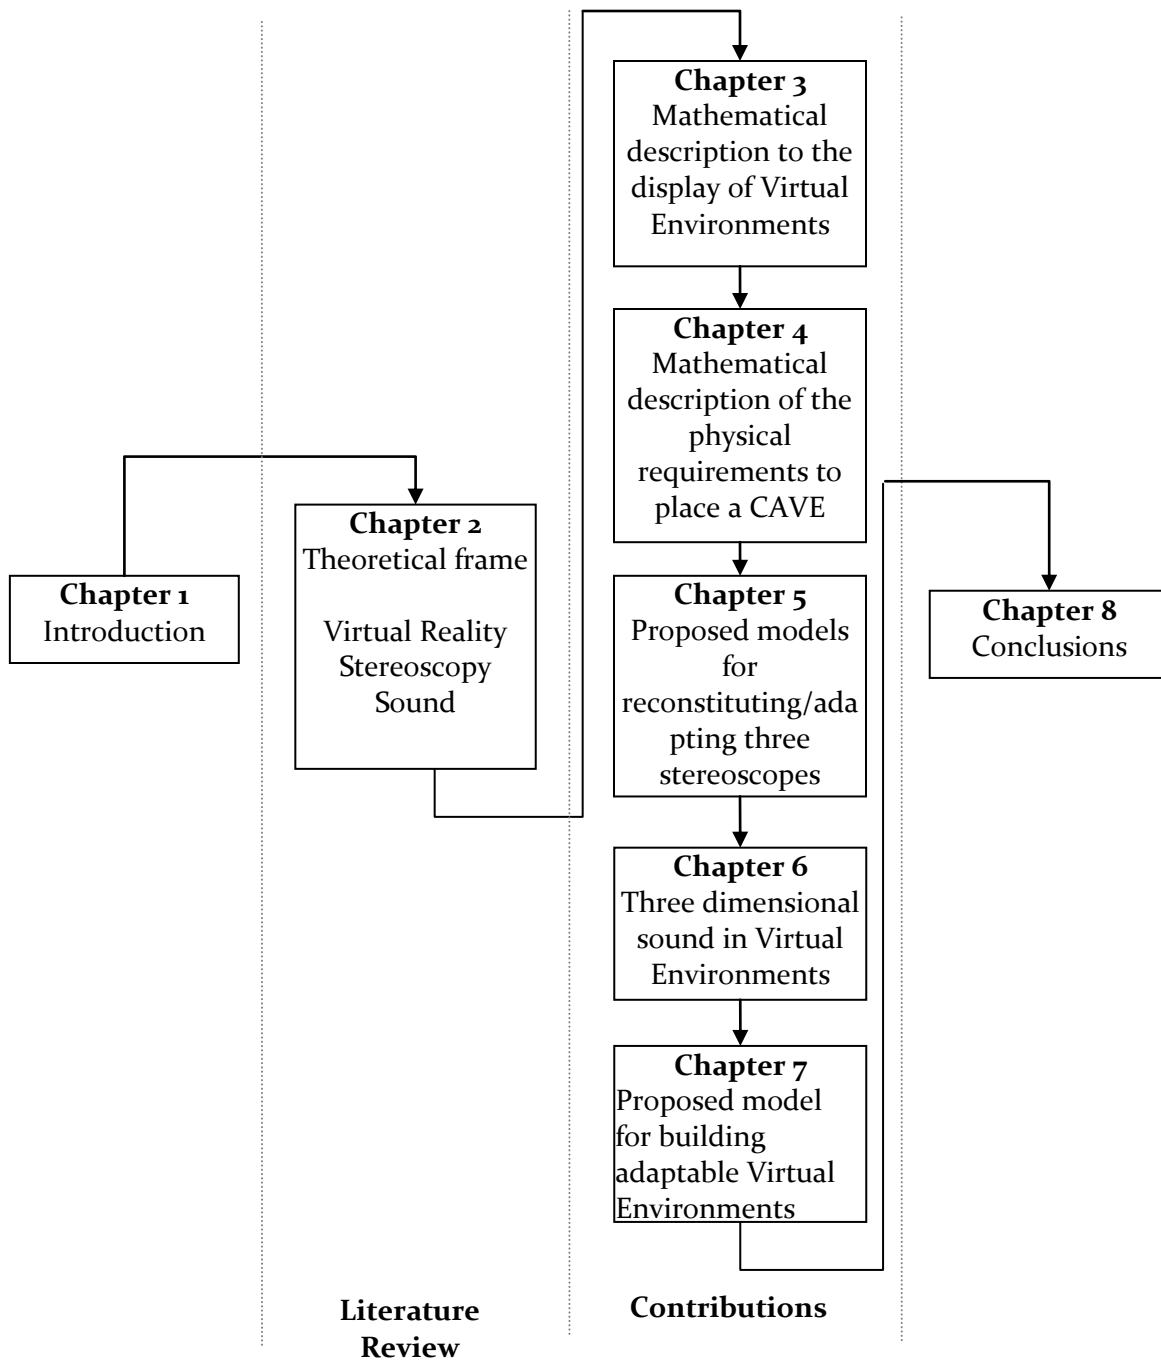 Chapter 1
Introduction
Chapter 2
Theoretical frame
Virtual Reality
Stereoscopy
Sound
Literature
Review
Chapter 3
Mathematical
description to the
display of Virtual
Environments
Chapter 4
Mathematical
description of the
physical
requirements to
place a CAVE
Chapter 5
Proposed models
for
reconstituting/ada
pting three
stereoscopes
Chapter 6
Three dimensional
sound in Virtual
Environments
Chapter 7
Proposed model
for building
adaptable Virtual
Environments
Contributions
Chapter 8
Conclusions